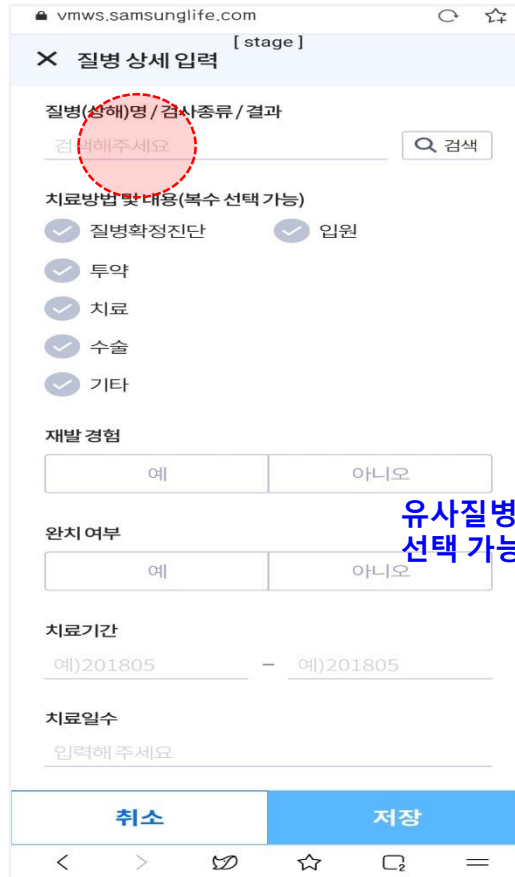 vmws.samsunglife.com
[ stage ]
질병 상세 입력
질병(상해)명 / 검사종류 / 결과
검색해주세요
검색
치료방법 및 내용(복수 선택 가능)
질병확정진단 입원
투약
치료
수술
기타
재발 경험
예 아니오
유사질병
완치 여부
선택 가능
예 아니오
치료기간
예)201805 – 예)201805
치료일수
입력해 주세요
취소 저장
2